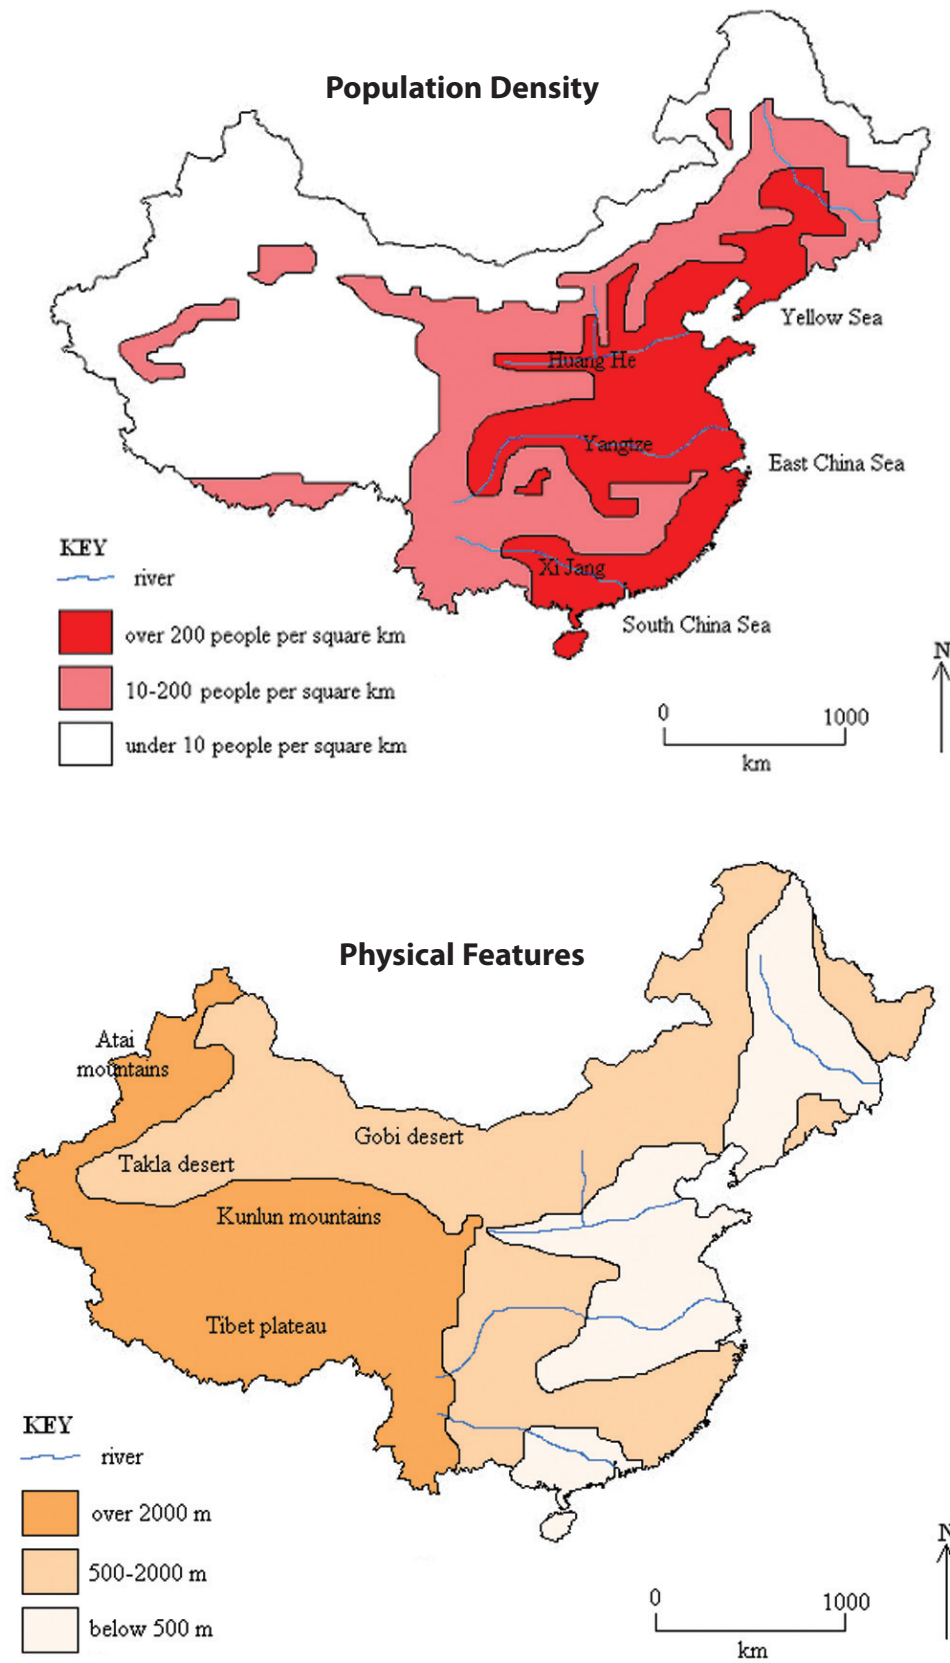 Population Density
Yellow Sea
Huang He
Yangtze
East China Sea
KEY
river
Xi Jang
over 200 people per square km
South China Sea
10-200 people per square km
under 10 people per square km
N
0
1000
km
Physical Features
Atai
mountains
Gobi desert
Takla desert
Kunlun mountains
Tibet plateau
KEY
river
over 2000 m
500-2000 m
below 500 m
N
0
1000
km